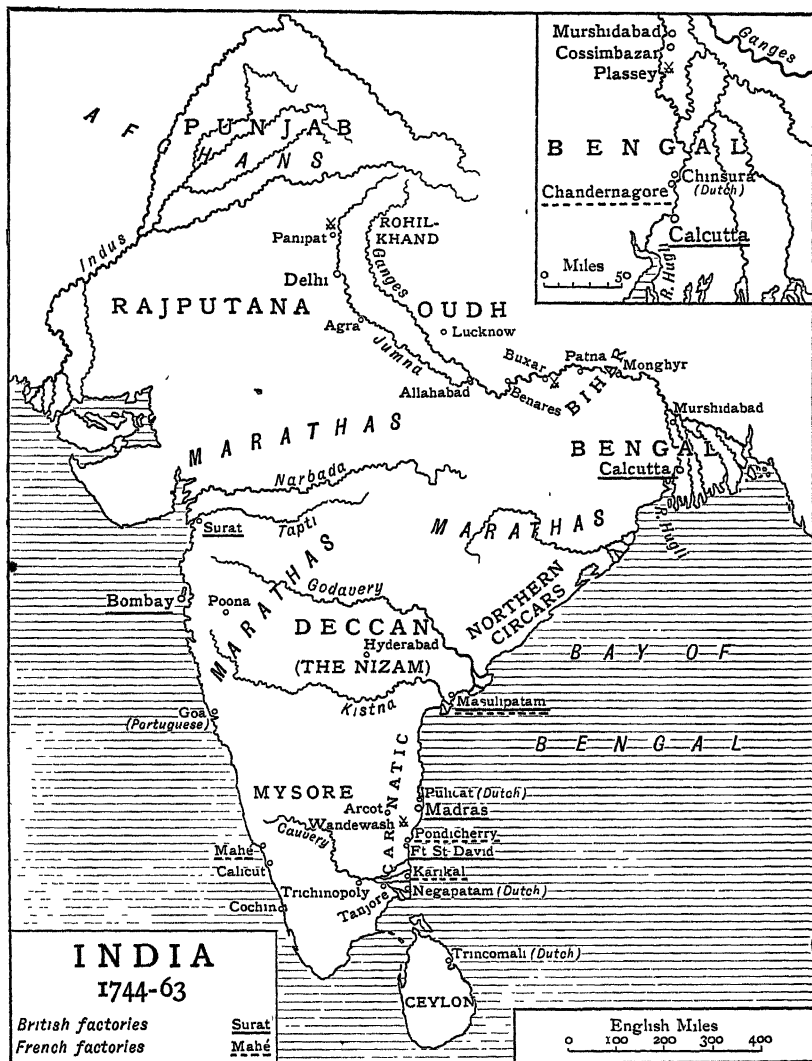 Murshidabad
Cossimbazar
Plassey
Ganges
BENGAL
Chinsura
(Dutch)
Chandernagore
Calcutta
R. Hugli
0 Miles 50
AFGHANS
PUNJAB
Indus
Panipat
ROHIL-
KHAND
Ganges
Delhi
RAJPUTANA
OUDH
Agra
Lucknow
Jumna
Buxar
Patna
Monghyr
Allahabad
Benares
BIHAR
Murshidabad
MARATHAS
BENGAL
Calcutta
Narbada
R. Hugli
Surat
Tapti
MARATHAS
MARATHAS
Godavery
NORTHERN
CIRCARS
Bombay
Poona
DECCAN
Hyderabad
(THE NIZAM)
BAY OF
BENGAL
Masulipatam
Kistna
Goa
(Portuguese)
CARNATIC
MYSORE
Pulicat (Dutch)
Arcot
Madras
Wandewash
Cauvery
Pondicherry
Mahé
Ft St David
Calicut
Karikal
Trichinopoly
Negapatam (Dutch)
Tanjore
Cochin
Trincomali (Dutch)
CEYLON
INDIA
1744-63
British factories Surat
French factories Mahé
English Miles
0 100 200 300 400